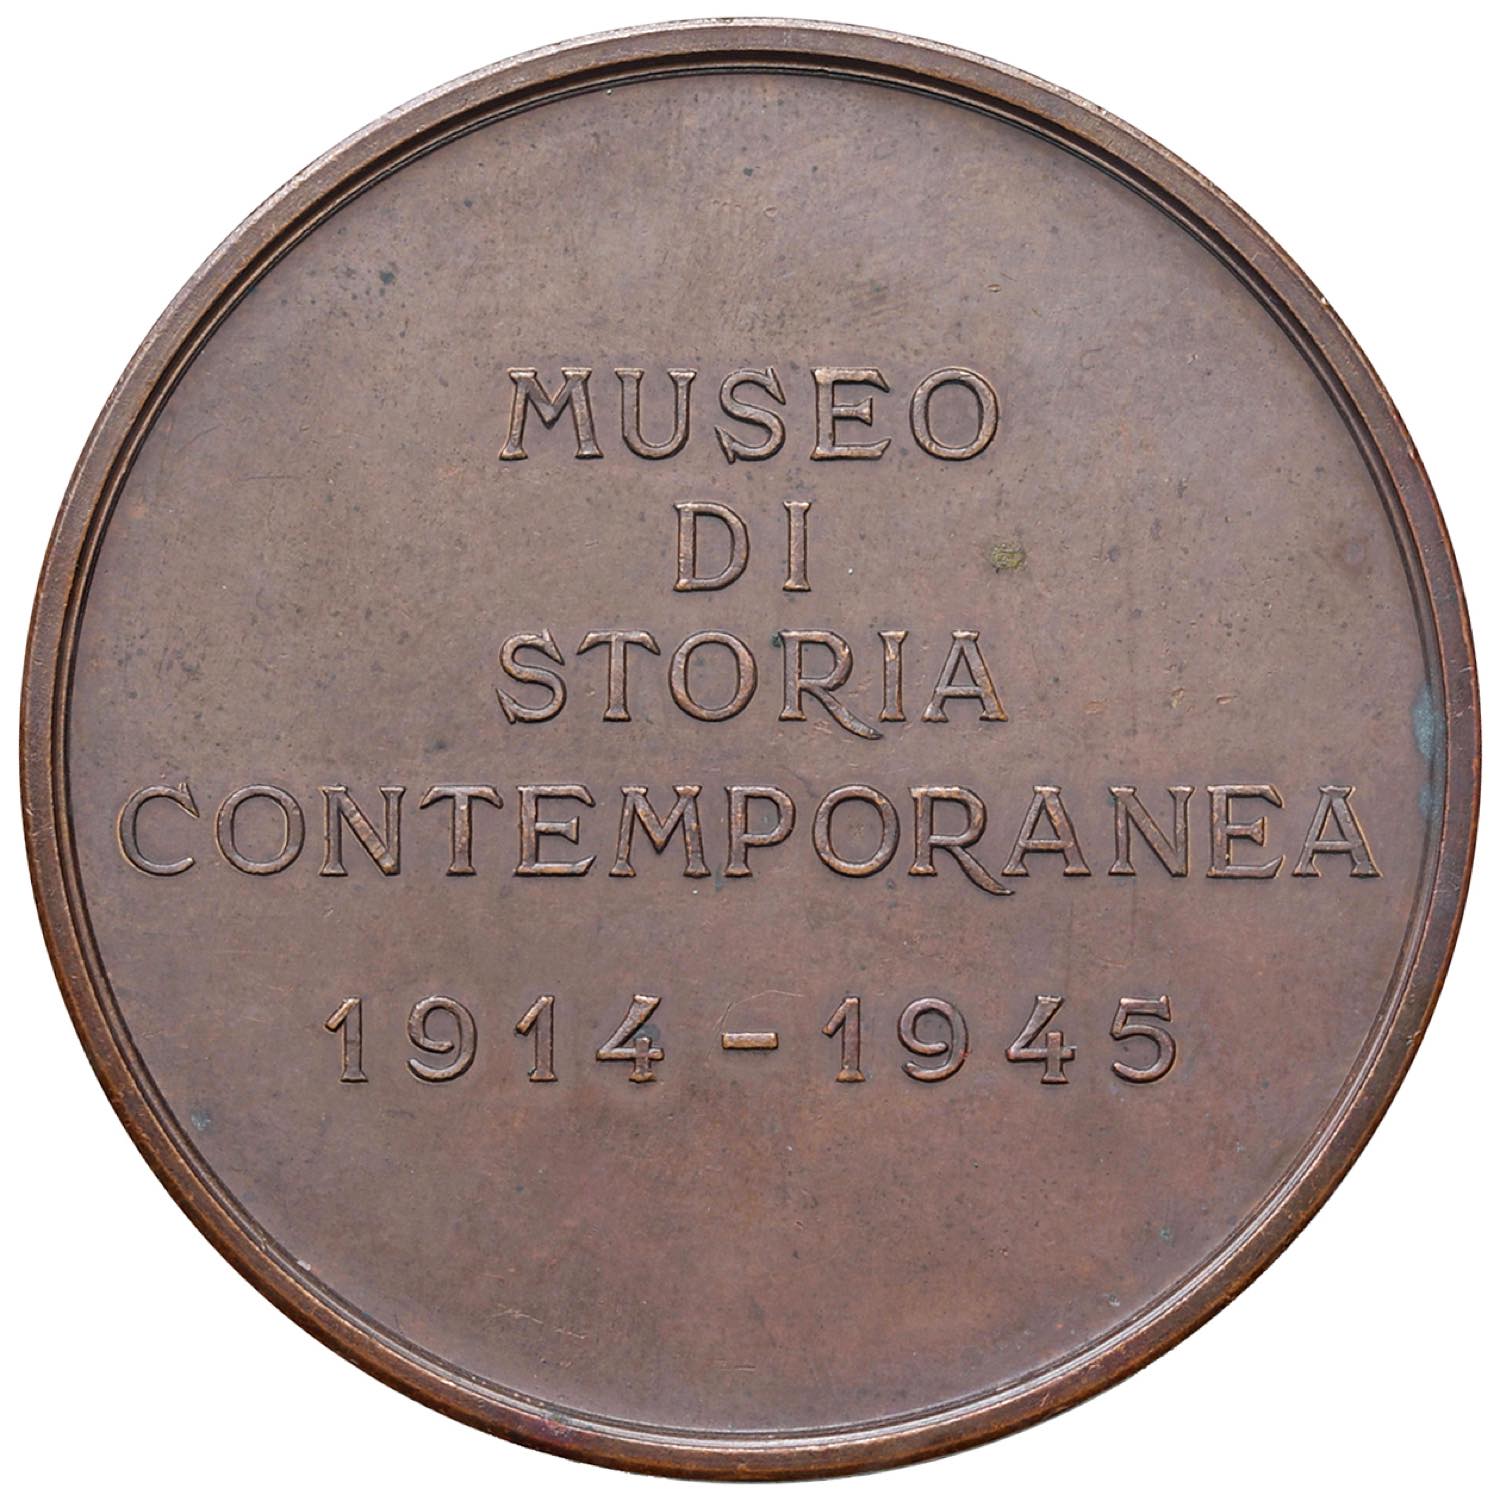 MUSEO
DI
STORIA
CONTEMPORANEA
1914-1945